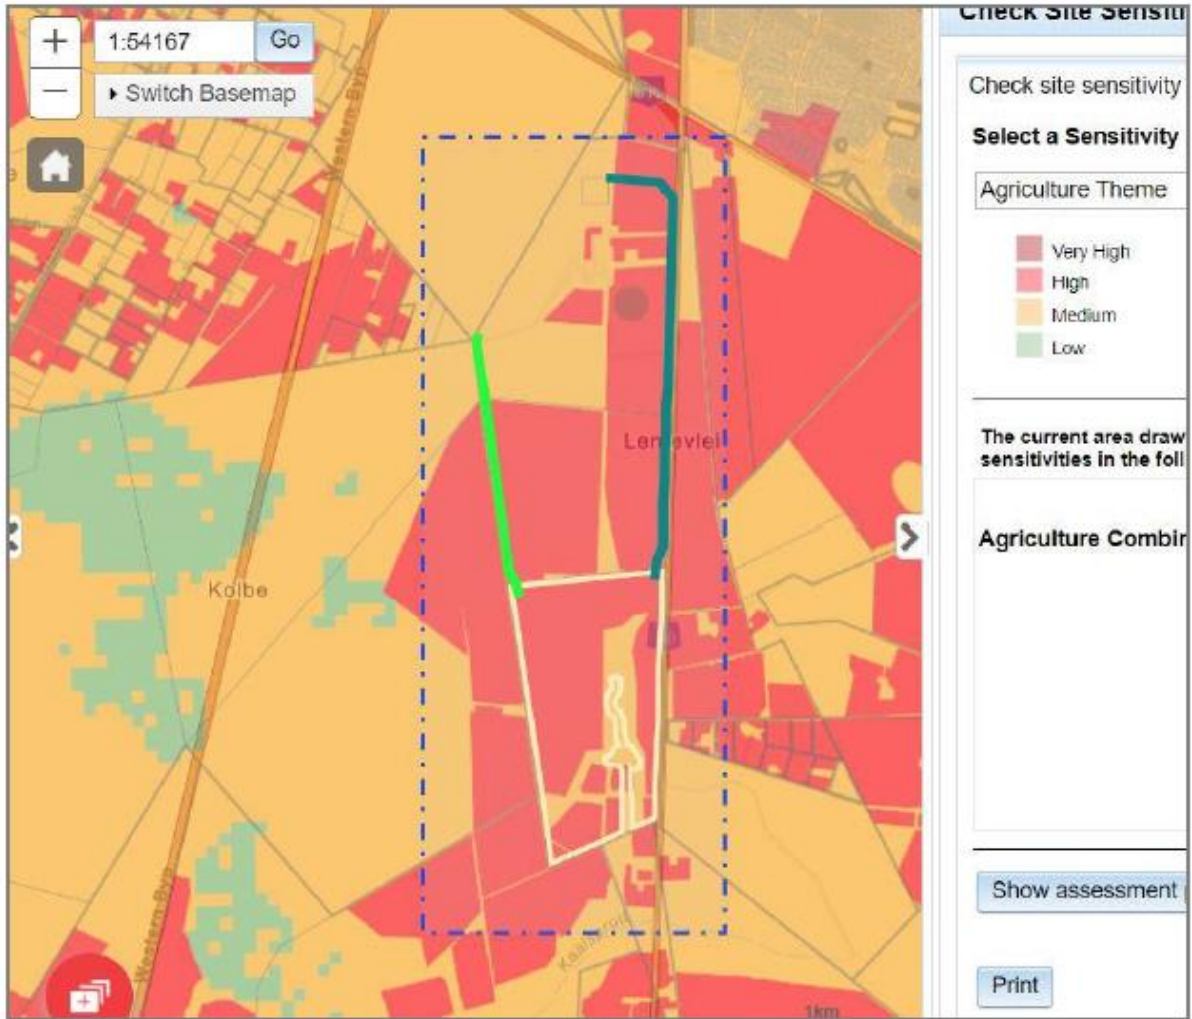 1:54167
Go
Switch Basemap
Western Byp
Lenjevlei
Kolbe
Western Byp
1km
Check Site Sensiti
Check site sensitivity
Select a Sensitivity
Agriculture Theme
Very High
High
Medium
Low
The current area draw
sensitivities in the foll
Agriculture Combin
Show assessment
Print